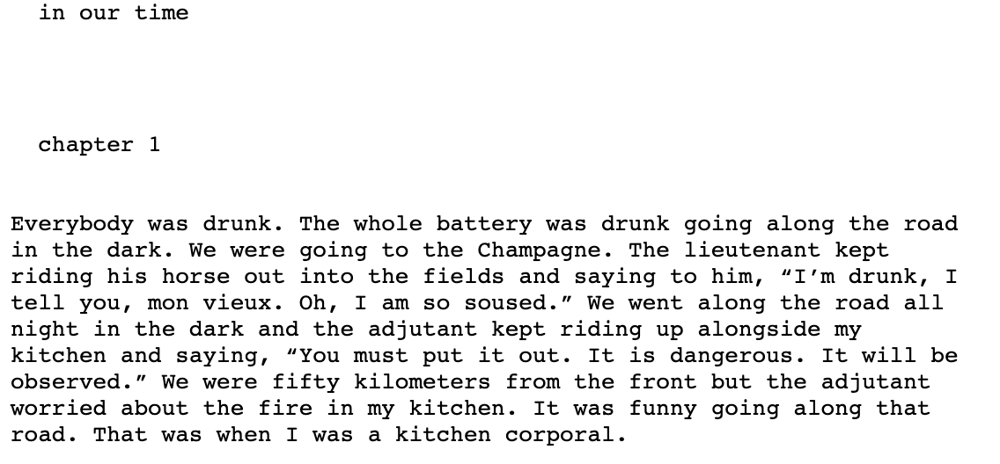 in our time
chapter 1
Everybody was drunk. The whole battery was drunk going along the road
in the dark. We were going to the Champagne. The lieutenant kept
riding his horse out into the fields and saying to him, “I’m drunk, I
tell you, mon vieux. Oh, I am so soused.” We went along the road all
night in the dark and the adjutant kept riding up alongside my
kitchen and saying, “You must put it out. It is dangerous. It will be
observed.” We were fifty kilometers from the front but the adjutant
worried about the fire in my kitchen. It was funny going along that
road. That was when I was a kitchen corporal.